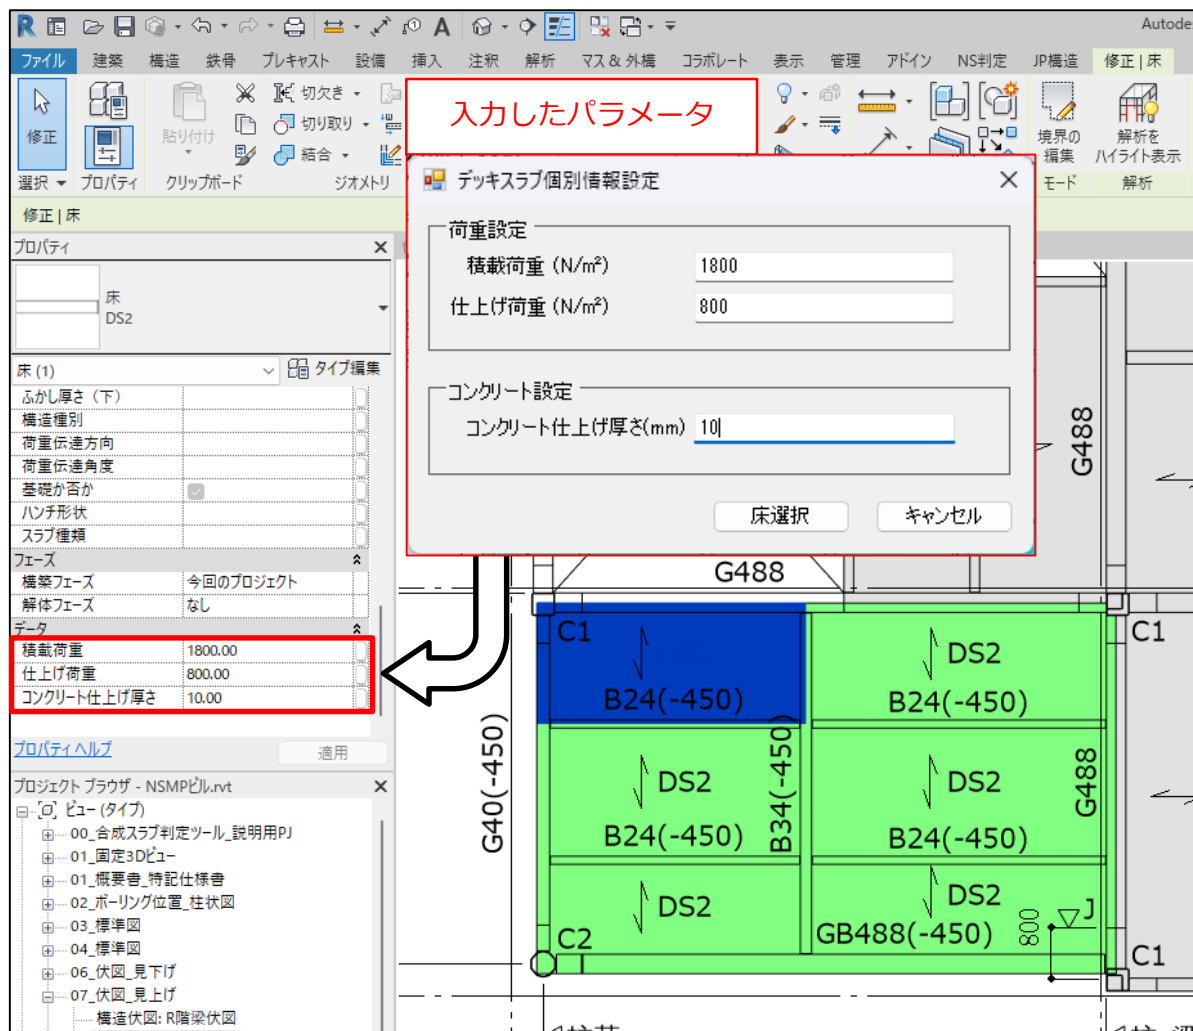 Autode
ファイル 建築 構造 鉄骨 プレキャスト 設備 挿入 注釈 解析 マス & 外構 コラボレート 表示 管理 アドイン NS判定 JP構造 修正 | 床
修正
貼り付け
切欠き
切り取り
結合
境界の
編集
解析を
ハイライト表示
選択 プロパティ クリップボード ジオメトリ モード 解析
入力したパラメータ
修正 | 床
プロパティ
床
DS2
床 (1) タイプ編集
ふかし厚さ（下）
構造種別
荷重伝達方向
荷重伝達角度
基礎か否か
ハンチ形状
スラブ種類
フェーズ
構築フェーズ 今回のプロジェクト
解体フェーズ なし
データ
積載荷重 1800.00
仕上げ荷重 800.00
コンクリート仕上げ厚さ 10.00
プロパティ ヘルプ 適用
プロジェクト ブラウザ - NSMPビル.rvt
ビュー (タイプ)
00_合成スラブ判定ツール_説明用PJ
01_固定3Dビュー
01_概要書_特記仕様書
02_ボーリング位置_柱状図
03_標準図
04_標準図
06_伏図_見下げ
07_伏図_見上げ
構造伏図: R階梁伏図
デッキスラブ個別情報設定
荷重設定
積載荷重 (N/m²) 1800
仕上げ荷重 (N/m²) 800
コンクリート設定
コンクリート仕上げ厚さ(mm) 10
床選択 キャンセル
G488
G488
C1
DS2
C1
B24(-450)
B24(-450)
G40(-450)
DS2
B34(-450)
DS2
G488
B24(-450)
B24(-450)
DS2
DS2
C2
GB488(-450)
800
J
C1